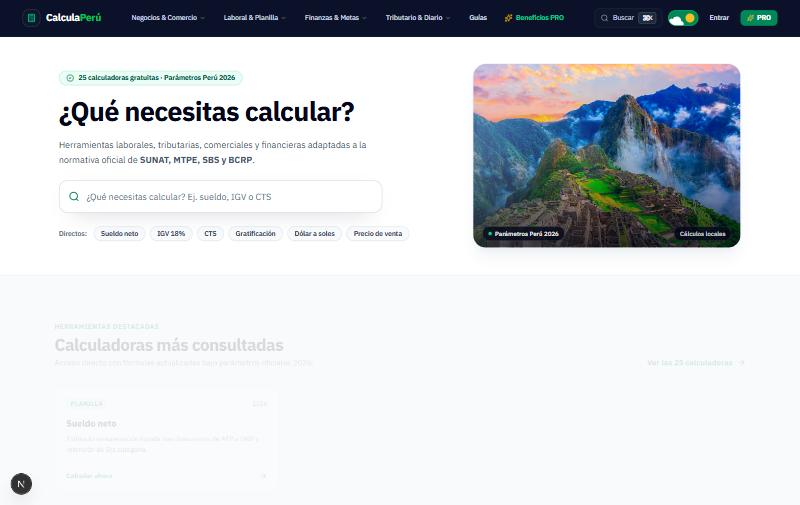 CalculaPerú
Negocios & Comercio
Laboral & Planilla
Finanzas & Metas
Tributario & Diario
Guías
Beneficios PRO
Buscar
Entrar
PRO
25 calculadoras gratuitas · Parámetros Perú 2026
¿Qué necesitas calcular?
Herramientas laborales, tributarias, comerciales y financieras adaptadas a la
normativa oficial de SUNAT, MTPE, SBS y BCRP.
¿Qué necesitas calcular? Ej. sueldo, IGV o CTS
Directos:
Sueldo neto
IGV 18%
CTS
Gratificación
Dólar a soles
Precio de venta
Parámetros Perú 2026
Cálculos locales
HERRAMIENTAS DESTACADAS
Calculadoras más consultadas
Acceso directo con fórmulas actualizadas bajo parámetros oficiales 2026.
Ver las 25 calculadoras →
PLANILLA
2026
Sueldo neto
Calcular ahora
N